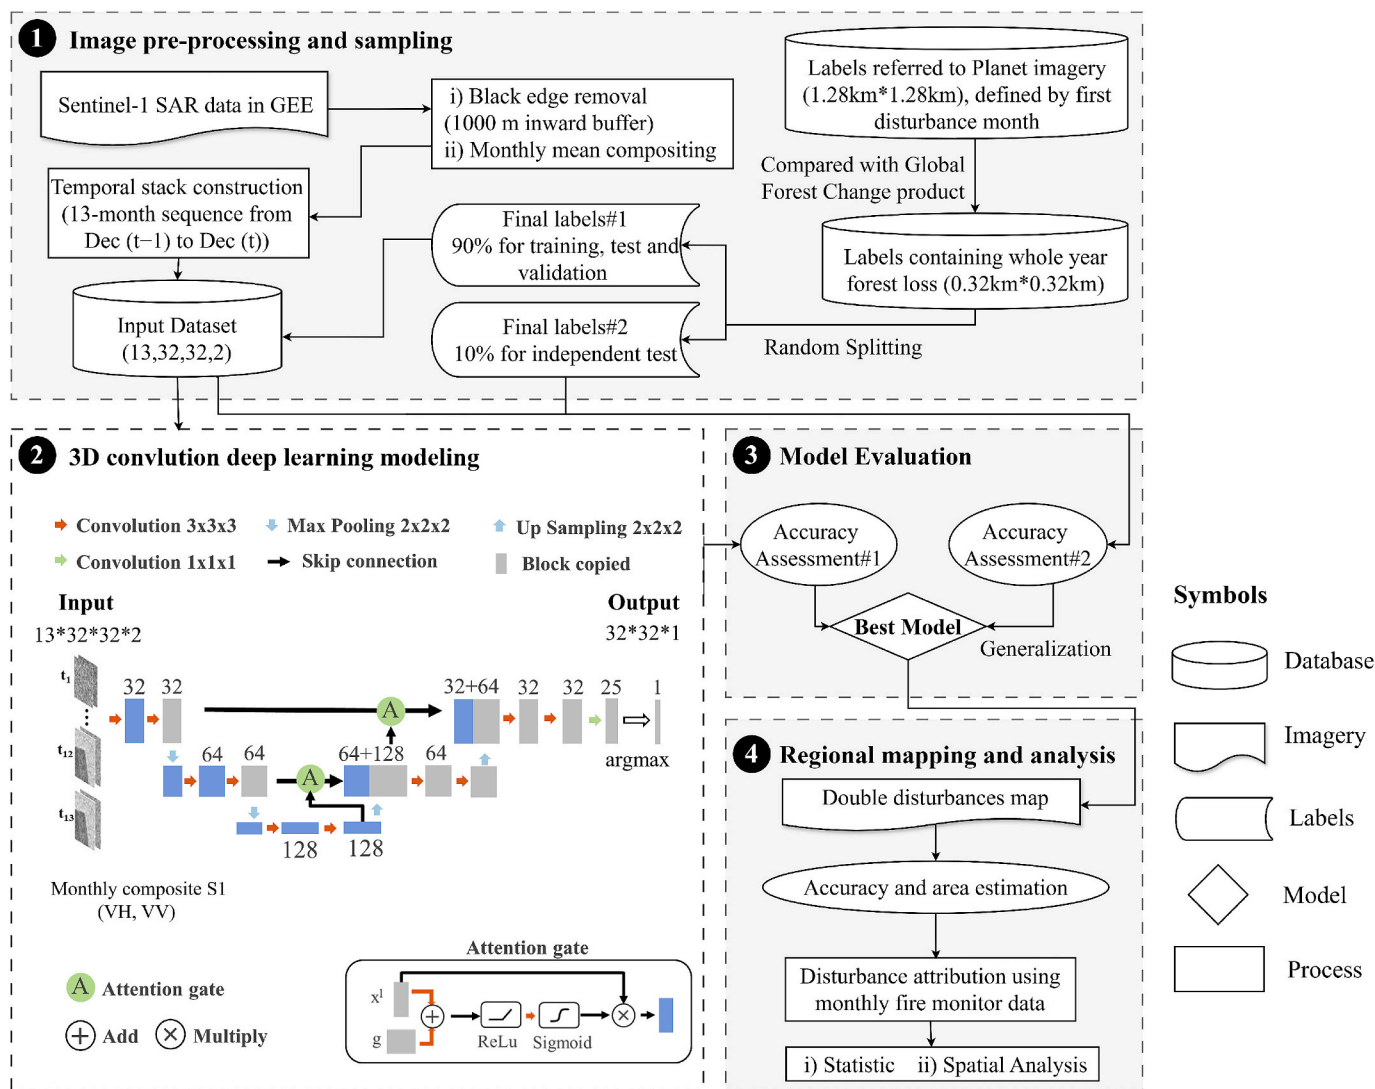 1 Image pre-processing and sampling
Sentinel-1 SAR data in GEE
i) Black edge removal
(1000 m inward buffer)
ii) Monthly mean compositing
Labels referred to Planet imagery
(1.28km*1.28km), defined by first
disturbance month
Compared with Global
Forest Change product
Temporal stack construction
(13-month sequence from
Dec (t−1) to Dec (t))
Final labels#1
90% for training, test and
validation
Labels containing whole year
forest loss (0.32km*0.32km)
Input Dataset
(13,32,32,2)
Final labels#2
10% for independent test
Random Splitting
2 3D convlution deep learning modeling
Convolution 3x3x3
Max Pooling 2x2x2
Up Sampling 2x2x2
Convolution 1x1x1
Skip connection
Block copied
Input
13*32*32*2
Output
32*32*1
t1
t12
t13
32
32
A
32+64
32
32
25
1
argmax
64
64
A
64+128
64
128
128
Monthly composite S1
(VH, VV)
A Attention gate
Add
Multiply
Attention gate
x^l
g
ReLu
Sigmoid
3 Model Evaluation
Accuracy
Assessment#1
Accuracy
Assessment#2
Best Model
Generalization
4 Regional mapping and analysis
Double disturbances map
Accuracy and area estimation
Disturbance attribution using
monthly fire monitor data
i) Statistic ii) Spatial Analysis
Symbols
Database
Imagery
Labels
Model
Process